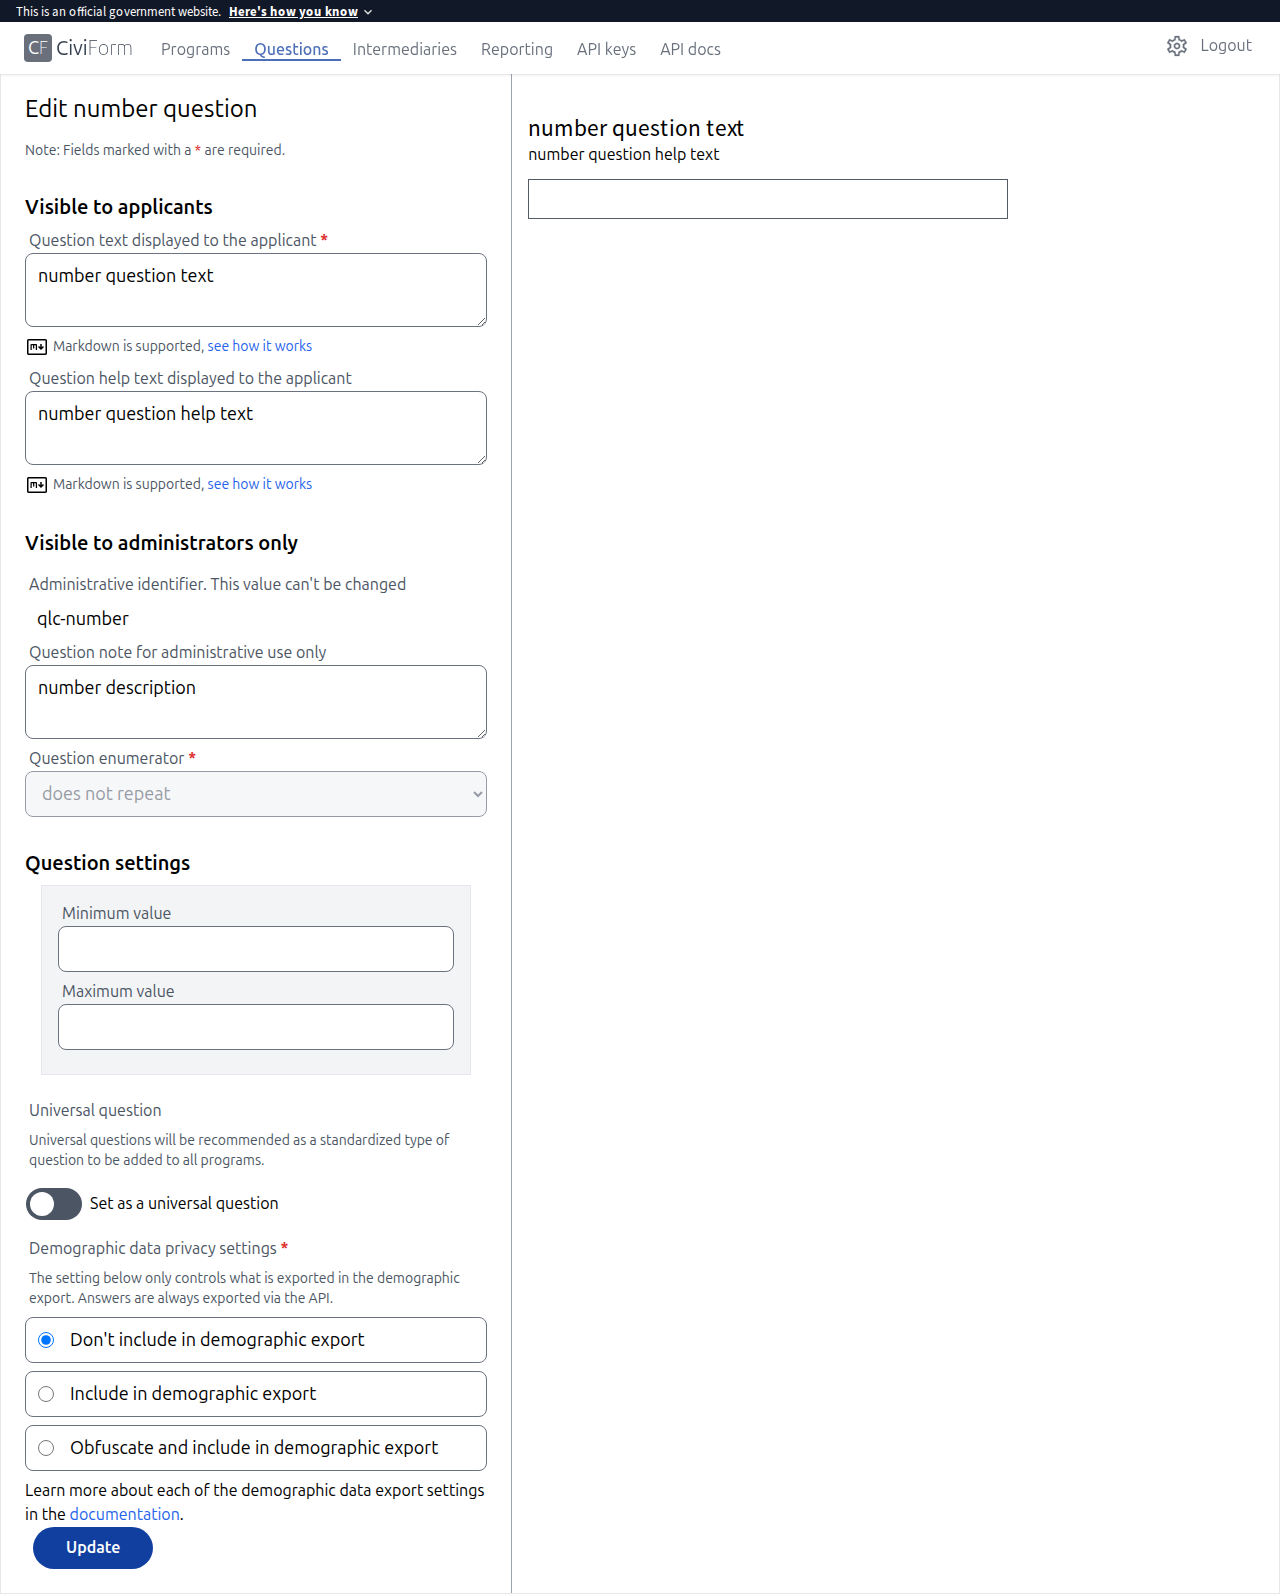 This is an official government website. Here's how you know
CF CiviForm Programs Questions Intermediaries Reporting API keys API docs Logout
Edit number question
Note: Fields marked with a * are required.
Visible to applicants
Question text displayed to the applicant *
number question text
Markdown is supported, see how it works
Question help text displayed to the applicant
number question help text
Markdown is supported, see how it works
Visible to administrators only
Administrative identifier. This value can't be changed
qlc-number
Question note for administrative use only
number description
Question enumerator *
does not repeat
Question settings
Minimum value
Maximum value
Universal question
Universal questions will be recommended as a standardized type of
question to be added to all programs.
Set as a universal question
Demographic data privacy settings *
The setting below only controls what is exported in the demographic
export. Answers are always exported via the API.
Don't include in demographic export
Include in demographic export
Obfuscate and include in demographic export
Learn more about each of the demographic data export settings
in the documentation.
Update
number question text
number question help text